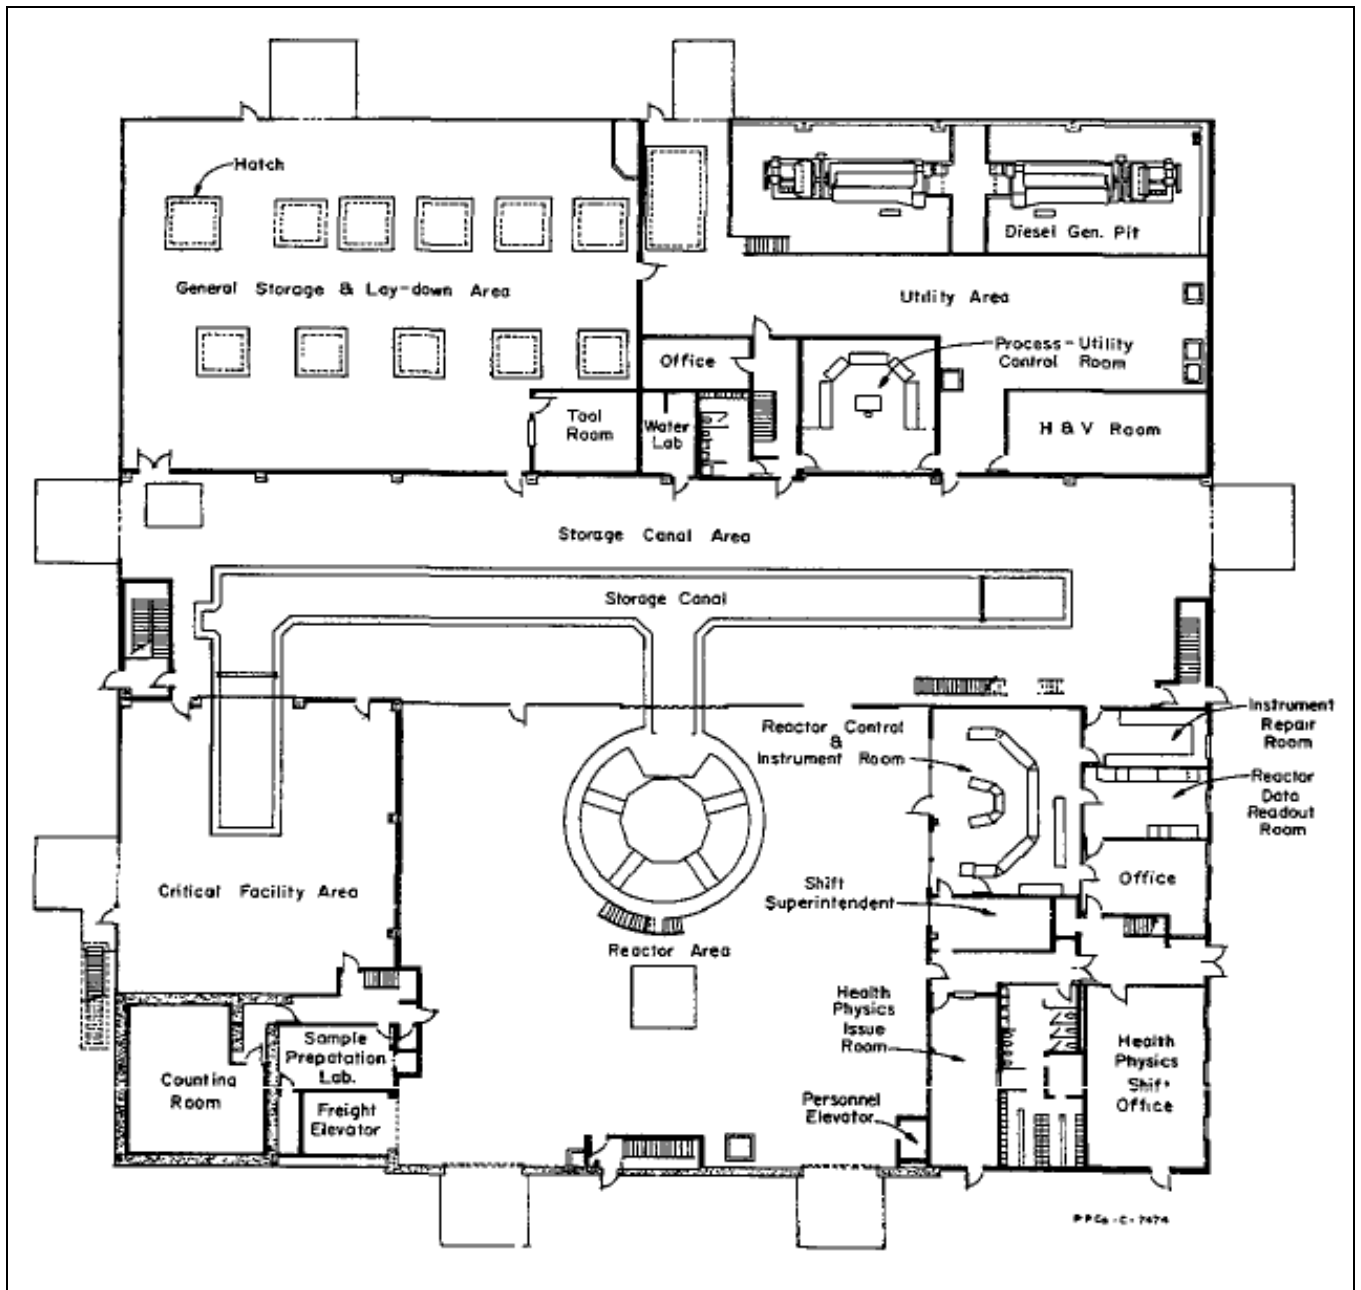 Hatch
Diesel Gen. Pit
General Storage & Lay-down Area
Utility Area
Process-Utility
Control Room
Office
Tool
Room
Water
Lab
H & V Room
Storage Canal Area
Storage Canal
Instrument
Repair
Room
Reactor Control
&
Instrument Room
Reactor
Data
Readout
Room
Critical Facility Area
Shift
Superintendent
Office
Reactor Area
Health
Physics
Issue
Room
Sample
Prepatation
Lab.
Health
Physics
Shift
Office
Counting
Room
Freight
Elevator
Personnel
Elevator
PPCo-C-7474